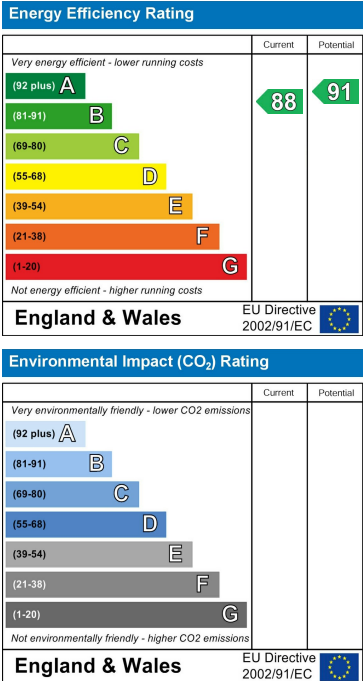 Energy Efficiency Rating
Current Potential
Very energy efficient - lower running costs
(92 plus) A
(81-91) B
(69-80) C
(55-68) D
(39-54) E
(21-38) F
(1-20) G
88
91
Not energy efficient - higher running costs
England & Wales
EU Directive
2002/91/EC
Environmental Impact (CO₂) Rating
Current Potential
Very environmentally friendly - lower CO2 emissions
(92 plus) A
(81-91) B
(69-80) C
(55-68) D
(39-54) E
(21-38) F
(1-20) G
Not environmentally friendly - higher CO2 emissions
England & Wales
EU Directive
2002/91/EC